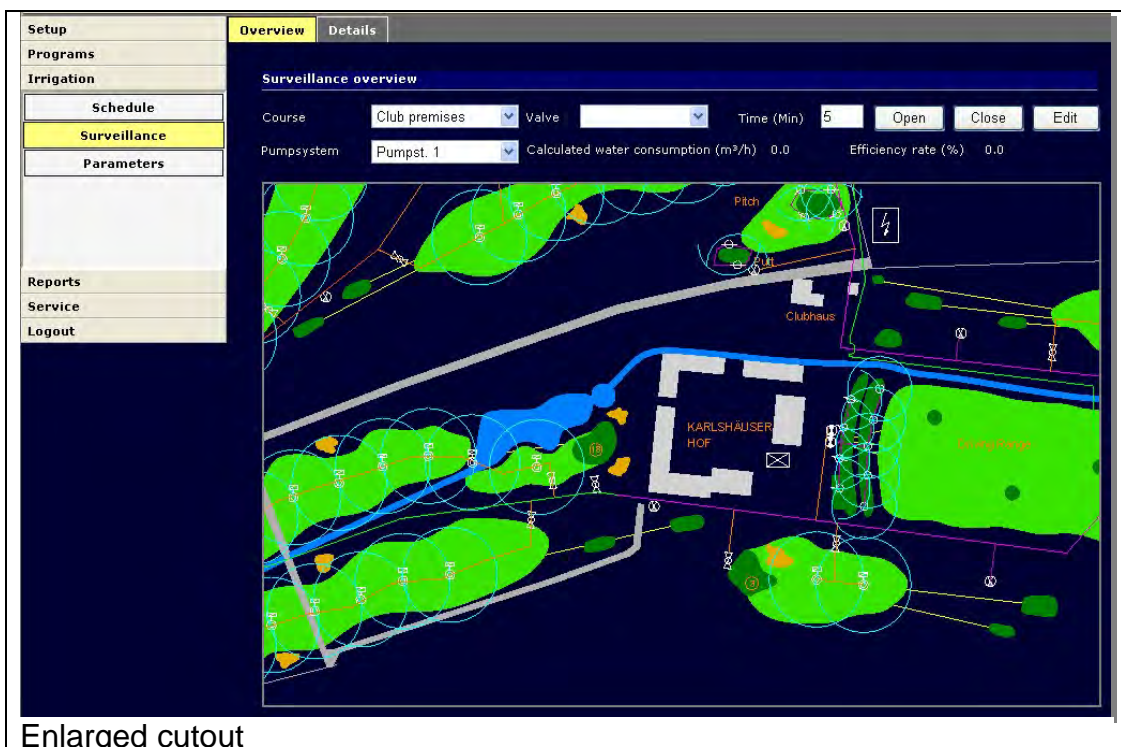 Setup
Programs
Irrigation
Schedule
Surveillance
Parameters
Reports
Service
Logout
Overview Details
Surveillance overview
Course Club premises Valve Time (Min) 5 Open Close Edit
Pumpsystem Pumpst. 1 Calculated water consumption (m³/h) 0.0 Efficiency rate (%) 0.0
Pitch
Putt
Clubhaus
KARLSHÄUSER
HOF
DrivingRange
18
Enlarged cutout